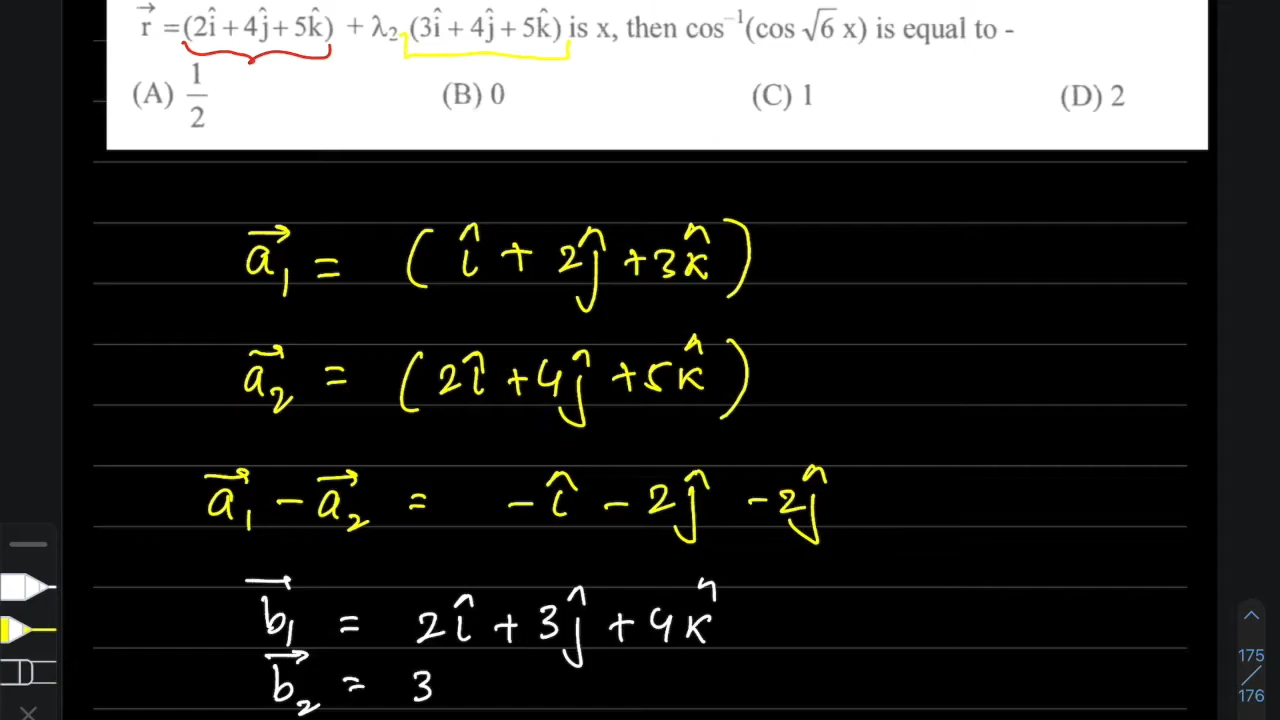 r⃗ = (2î + 4ĵ + 5k̂) + λ₂ (3î + 4ĵ + 5k̂) is x, then cos⁻¹(cos √6 x) is equal to -
(A) 1/2 (B) 0 (C) 1 (D) 2
a⃗₁ = (î + 2ĵ + 3k̂)
a⃗₂ = (2î + 4ĵ + 5k̂)
a⃗₁ - a⃗₂ = -î - 2ĵ - 2ĵ
b⃗₁ = 2î + 3ĵ + 4k̂
b⃗₂ = 3
175
/
176